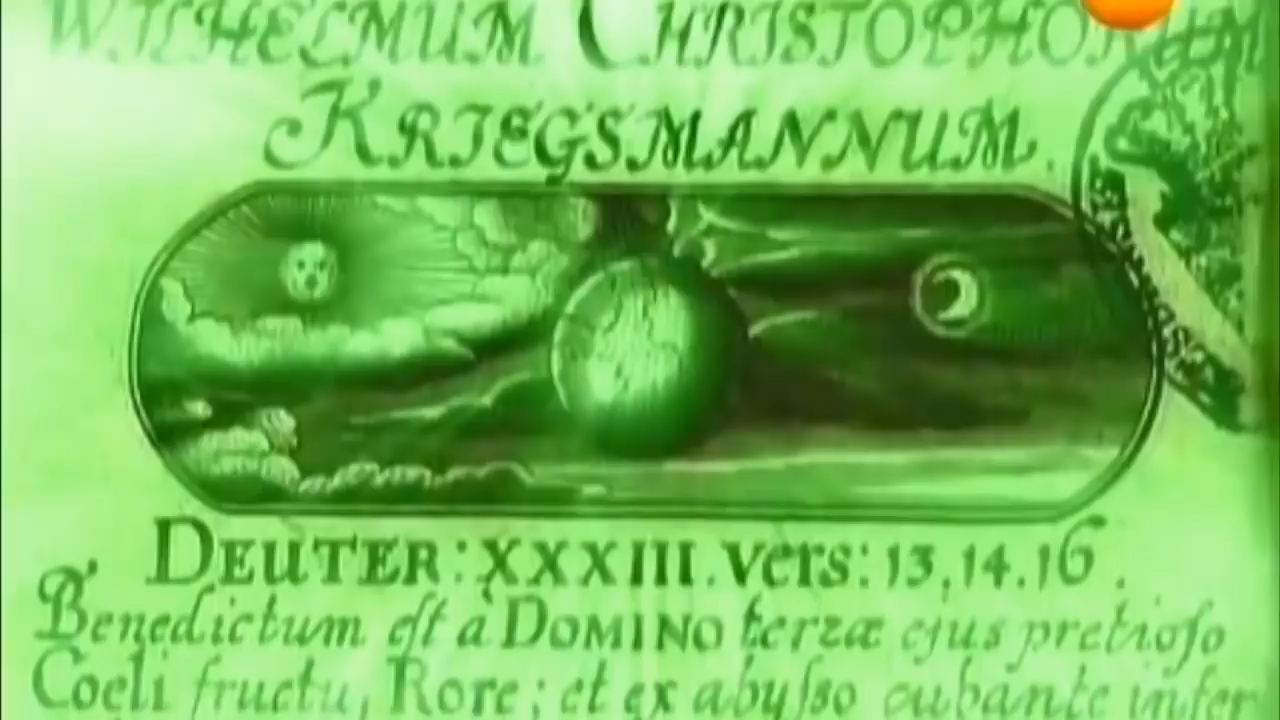 WILHELMUM CHRISTOPHORUM
KRIEGSMANNUM.
DEUTER: XXXIII. vers: 13, 14. 16.
Benedictum eſt à DOMINO terræ ejus pretioſo
Coeli fructu, Rore; et ex abyſſo cubante infer